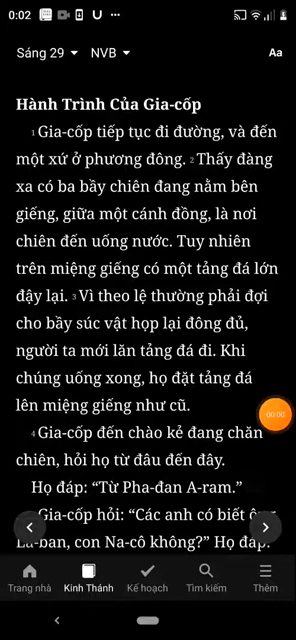 0:02
Sáng 29 NVB Aa
Hành Trình Của Gia-cốp
1 Gia-cốp tiếp tục đi đường, và đến
một xứ ở phương đông. 2 Thấy đàng
xa có ba bầy chiên đang nằm bên
giếng, giữa một cánh đồng, là nơi
chiên đến uống nước. Tuy nhiên
trên miệng giếng có một tảng đá lớn
đậy lại. 3 Vì theo lệ thường phải đợi
cho bầy súc vật họp lại đông đủ,
người ta mới lăn tảng đá đi. Khi
chúng uống xong, họ đặt tảng đá
lên miệng giếng như cũ.
00:08
4 Gia-cốp đến chào kẻ đang chăn
chiên, hỏi họ từ đâu đến đây.
Họ đáp: “Từ Pha-đan A-ram.”
Gia-cốp hỏi: “Các anh có biết ông
La-ban, con Na-cô không?” Họ đáp:
Trang nhà Kinh Thánh Kế hoạch Tìm kiếm Thêm